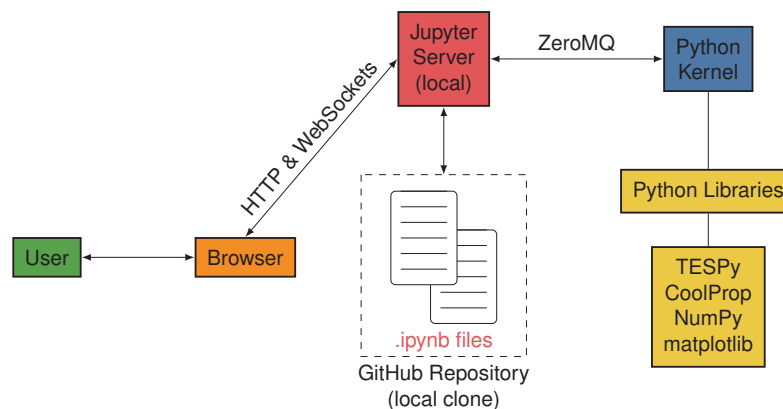 Jupyter
Server
(local)
ZeroMQ
Python
Kernel
HTTP & WebSockets
Python Libraries
User
Browser
TESPy
CoolProp
NumPy
matplotlib
.ipynb files
GitHub Repository
(local clone)